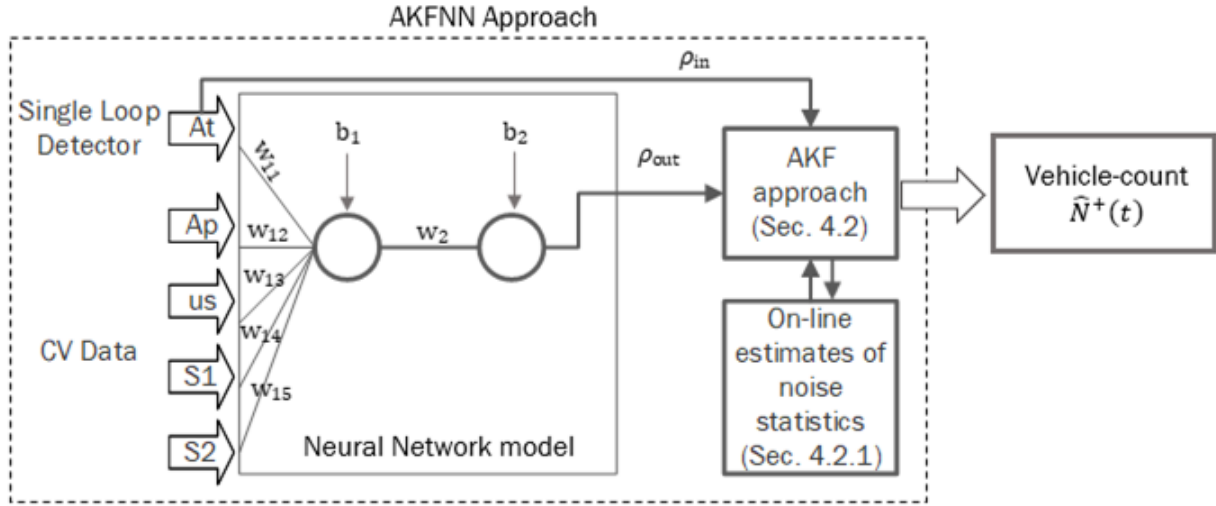 AKFNN Approach
ρin
Single Loop
Detector
At
b1
b2
w11
ρout
AKF
approach
(Sec. 4.2)
Vehicle-count
N̂⁺(t)
Ap
w12
w2
us
w13
CV Data
w14
S1
w15
S2
Neural Network model
On-line
estimates of
noise
statistics
(Sec. 4.2.1)